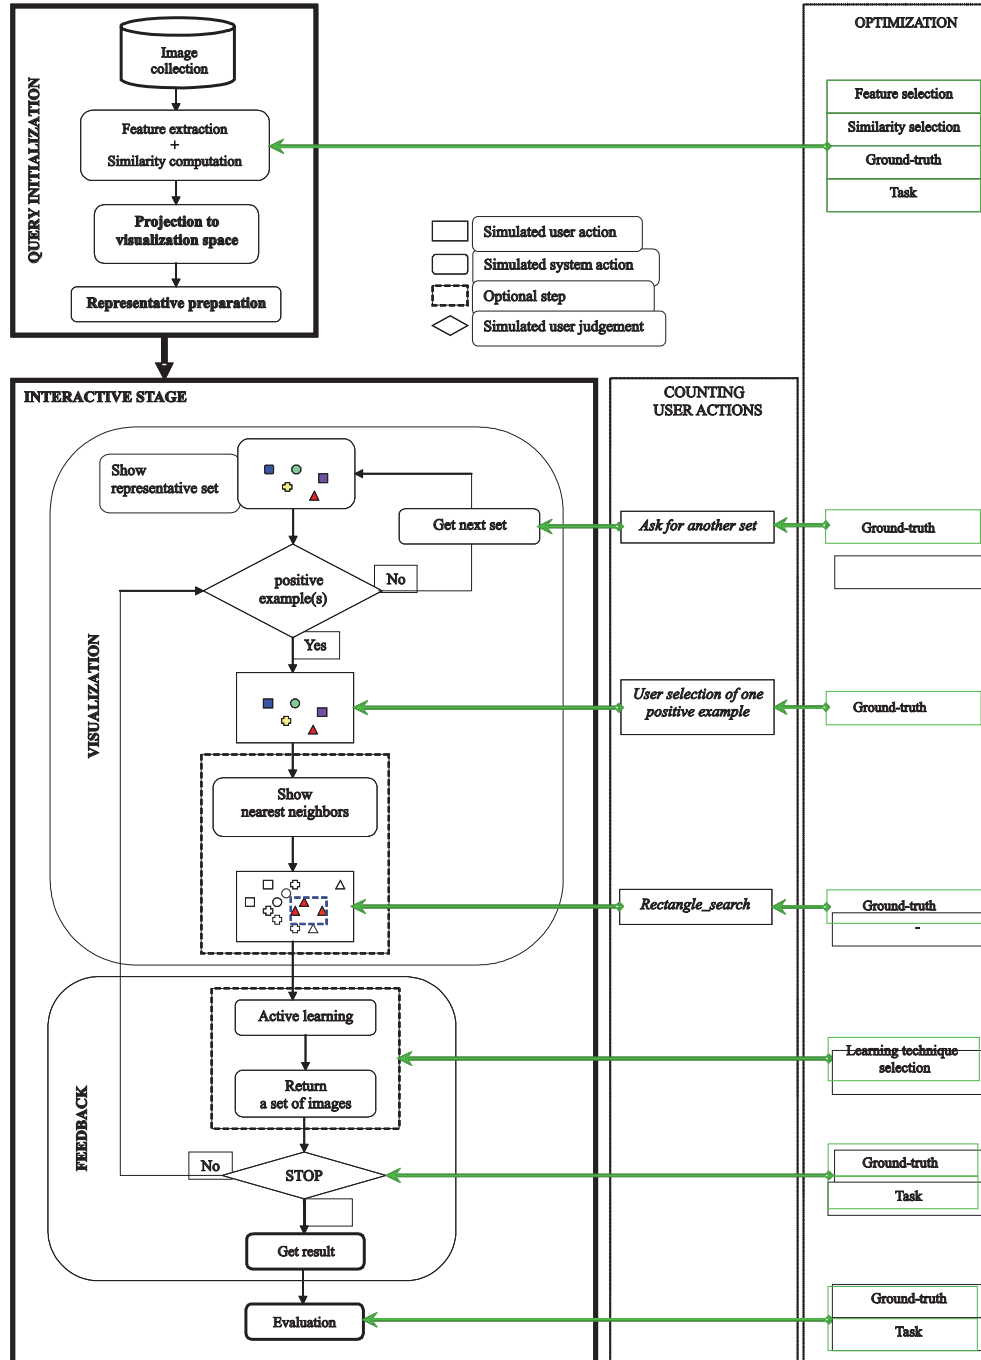 OPTIMIZATION
Image
collection
QUERY INITIALIZATION
Feature extraction
+
Similarity computation
Feature selection
Similarity selection
Ground-truth
Task
Projection to
visualization space
Representative preparation
Simulated user action
Simulated system action
Optional step
Simulated user judgement
INTERACTIVE STAGE
COUNTING
USER ACTIONS
VISUALIZATION
Show
representative set
Get next set
Ask for another set
Ground-truth
positive
example(s)
No
Yes
User selection of one
positive example
Ground-truth
Show
nearest neighbors
Rectangle_search
Ground-truth
-
FEEDBACK
Active learning
Return
a set of images
Learning technique
selection
No
STOP
Ground-truth
Task
Get result
Evaluation
Ground-truth
Task